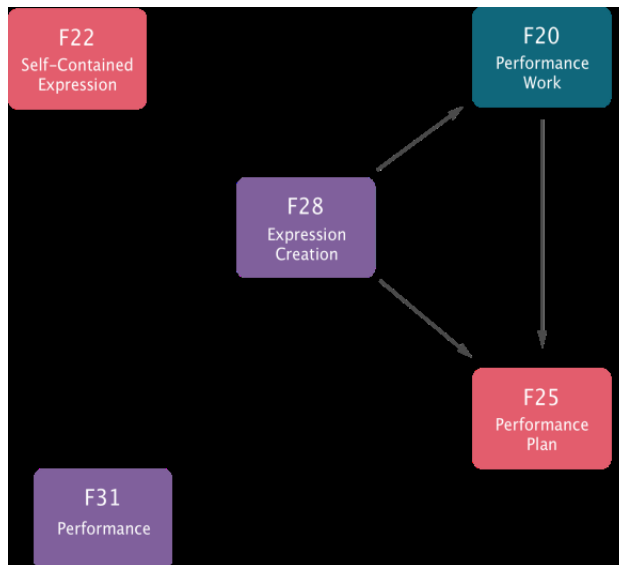 F22
Self-Contained
Expression
F20
Performance
Work
F28
Expression
Creation
F25
Performance
Plan
F31
Performance